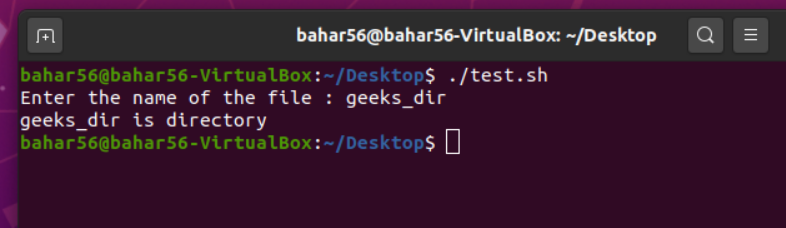 bahar56@bahar56-VirtualBox: ~/Desktop
bahar56@bahar56-VirtualBox:~/Desktop$ ./test.sh
Enter the name of the file : geeks_dir
geeks_dir is directory
bahar56@bahar56-VirtualBox:~/Desktop$